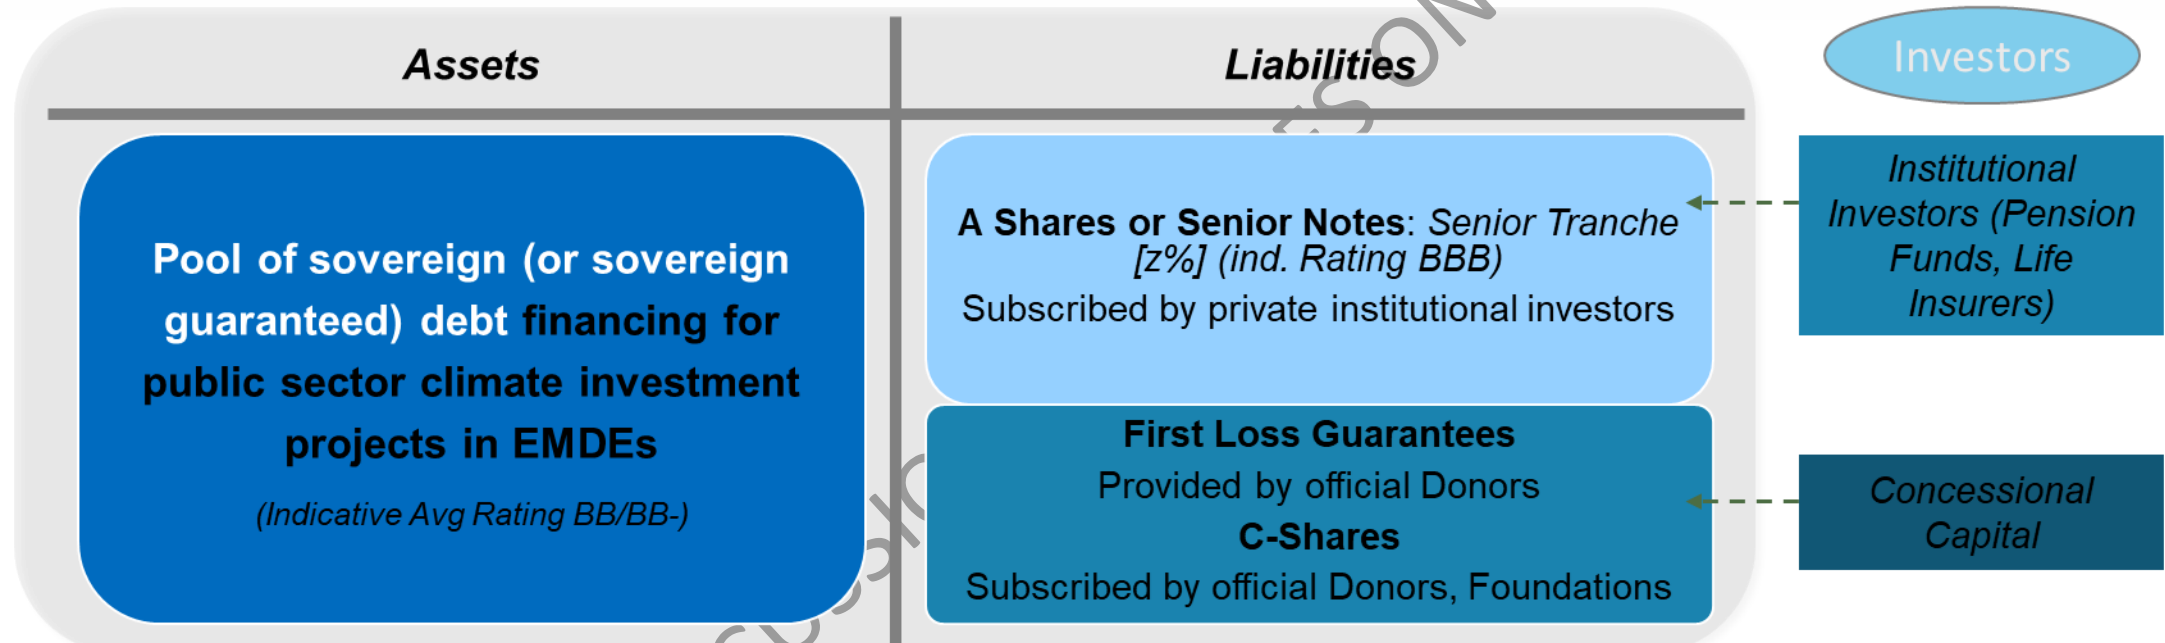 Assets
Liabilities
Investors
Pool of sovereign (or sovereign
guaranteed) debt financing for
public sector climate investment
projects in EMDEs
(Indicative Avg Rating BB/BB-)
A Shares or Senior Notes: Senior Tranche
[z%] (ind. Rating BBB)
Subscribed by private institutional investors
First Loss Guarantees
Provided by official Donors
C-Shares
Subscribed by official Donors, Foundations
Institutional
Investors (Pension
Funds, Life
Insurers)
Concessional
Capital